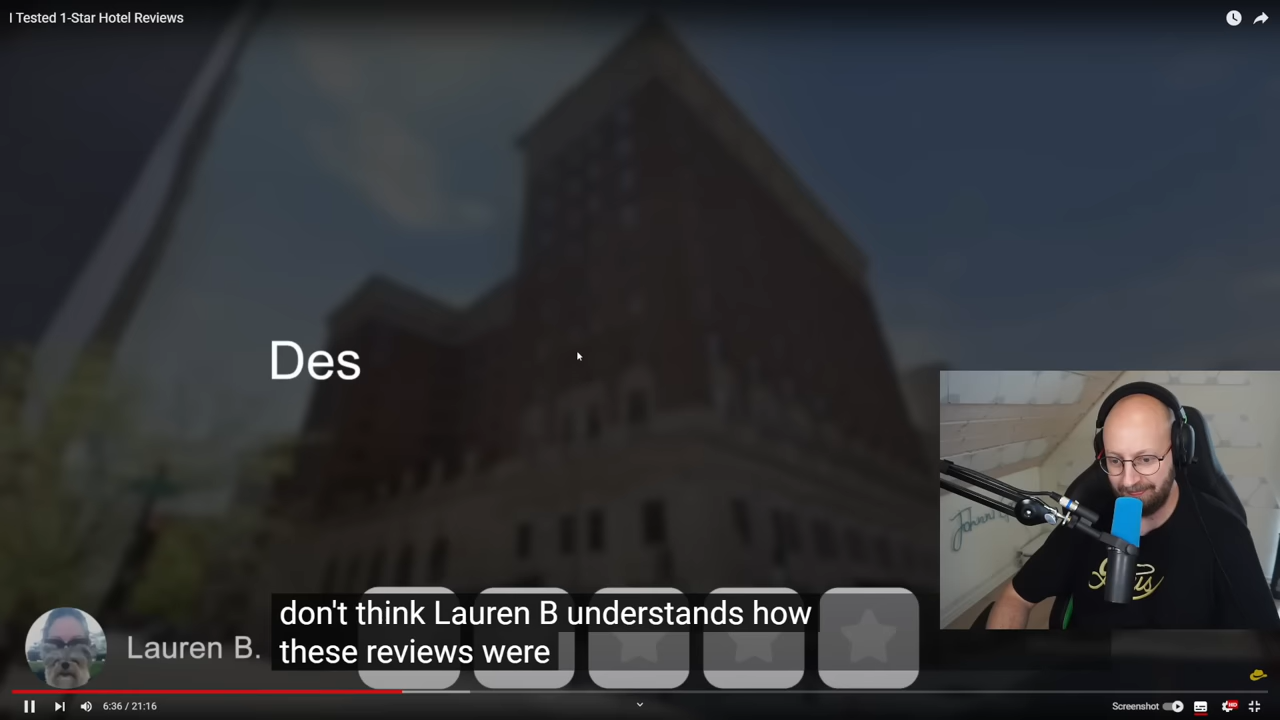 I Tested 1-Star Hotel Reviews
Des
don't think Lauren B understands how
these reviews were
Lauren B.
6:36 / 21:16
Screenshot
HD